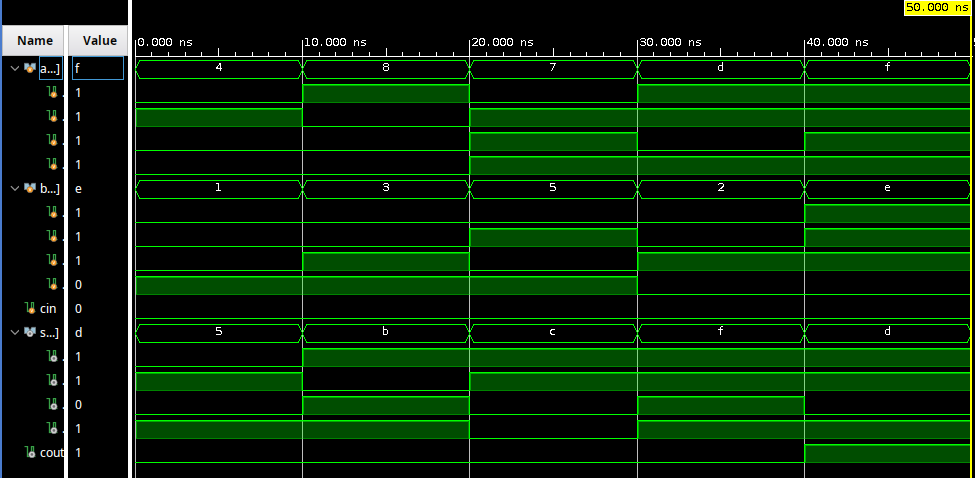 50.000 ns
Name Value 0.000 ns 10.000 ns 20.000 ns 30.000 ns 40.000 ns
a...] f 4 8 7 d f
1
1
1
1
b...] e 1 3 5 2 e
1
1
1
0
cin 0
s...] d 5 b c f d
1
1
0
1
cout 1